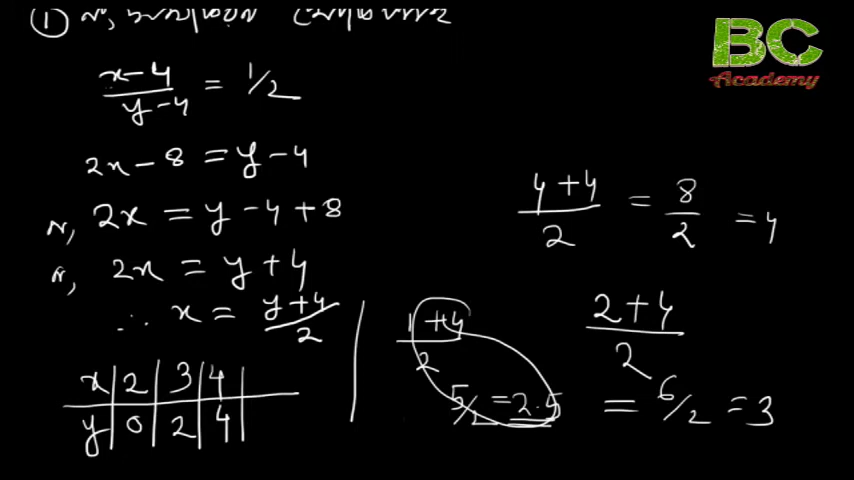 ①
BC
Academy
x-4/y-4 = 1/2
2x - 8 = y - 4
2x = y - 4 + 8
2x = y + 4
∴ x = y+4/2
x | 2 | 3 | 4 |
y | 0 | 2 | 4 |
4+4/2 = 8/2 = 4
1+4/2
5/2 = 2.5
2+4/2
= 6/2 = 3